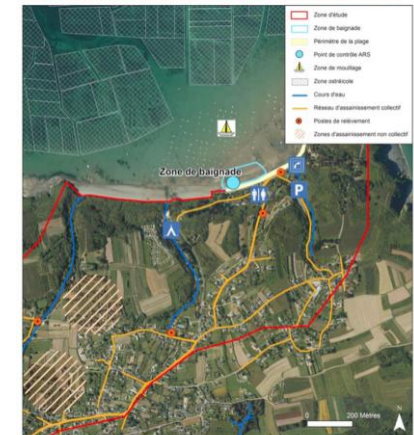 Zone d'étude
Zone de baignade
Périmètre de la plage
Point de contrôle ARS
Zone de mouillage
Zone ostréicole
Cours d'eau
Réseau d'assainissement collectif
Postes de relèvement
Zones d'assainissement non collectif
Zone de baignade
P
N
0 200 Mètres